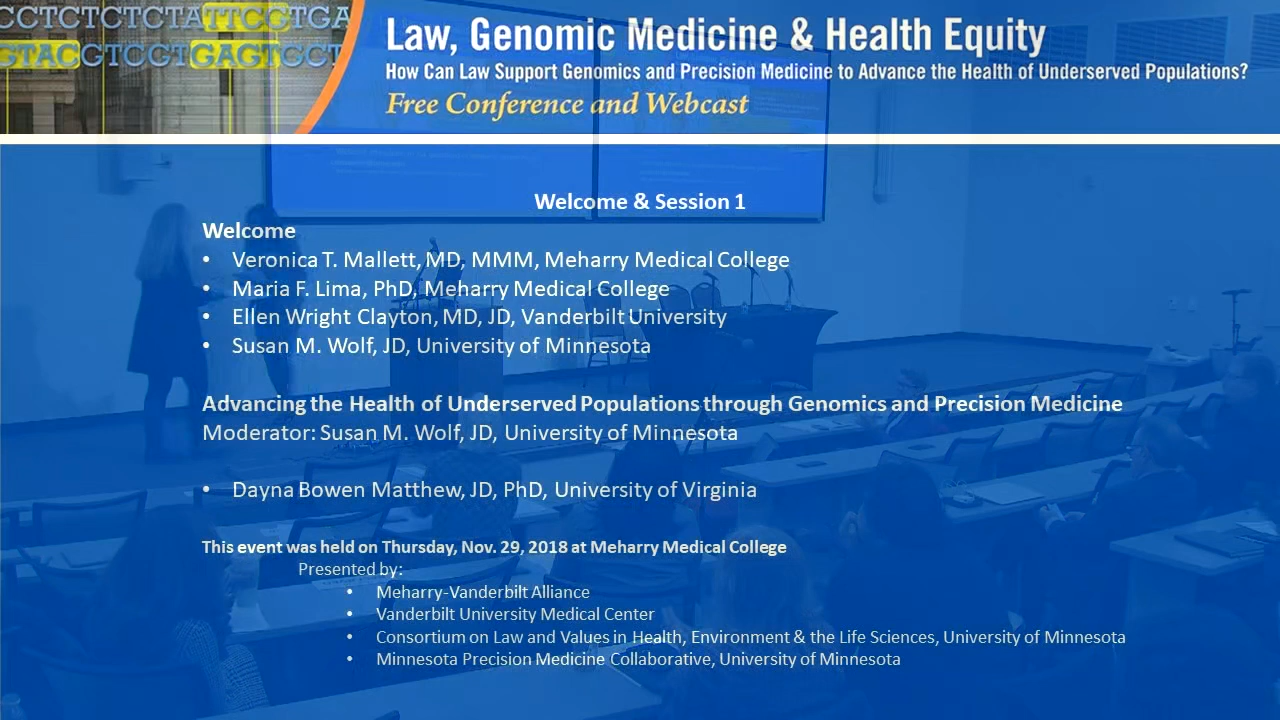 CCTCTCTCTATTCCCTGA
GTACGTCCTGAGTCCT
Law, Genomic Medicine & Health Equity
How Can Law Support Genomics and Precision Medicine to Advance the Health of Underserved Populations?
Free Conference and Webcast
Welcome & Session 1
Welcome
• Veronica T. Mallett, MD, MMM, Meharry Medical College
• Maria F. Lima, PhD, Meharry Medical College
• Ellen Wright Clayton, MD, JD, Vanderbilt University
• Susan M. Wolf, JD, University of Minnesota
Advancing the Health of Underserved Populations through Genomics and Precision Medicine
Moderator: Susan M. Wolf, JD, University of Minnesota
• Dayna Bowen Matthew, JD, PhD, University of Virginia
This event was held on Thursday, Nov. 29, 2018 at Meharry Medical College
Presented by:
• Meharry-Vanderbilt Alliance
• Vanderbilt University Medical Center
• Consortium on Law and Values in Health, Environment & the Life Sciences, University of Minnesota
• Minnesota Precision Medicine Collaborative, University of Minnesota